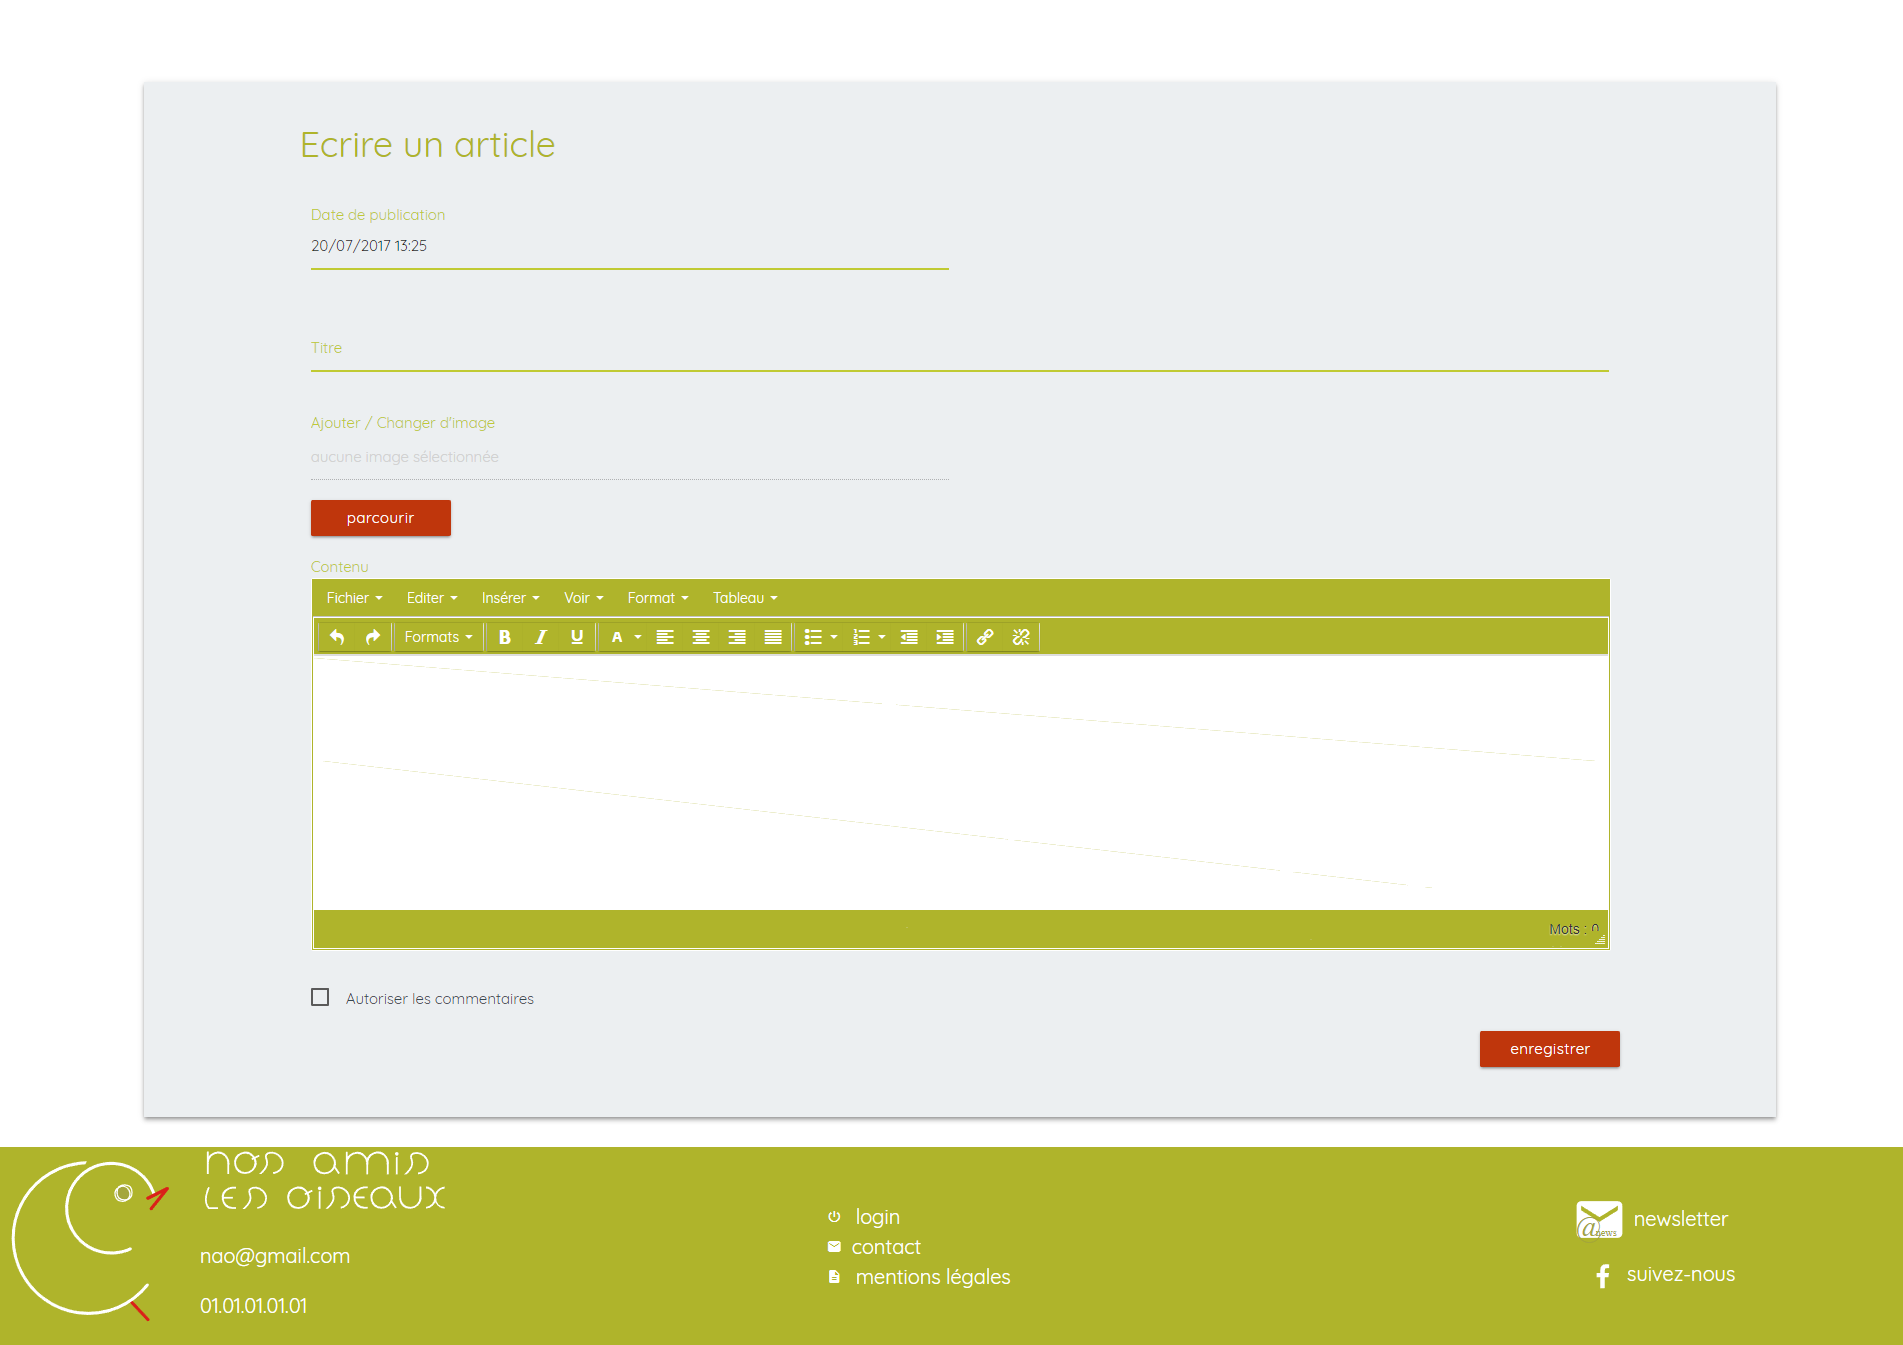 Ecrire un article
Date de publication
20/07/2017 13:25
Titre
Ajouter / Changer d'image
aucune image sélectionnée
parcourir
Contenu
Fichier Editer Insérer Voir Format Tableau
Formats B I U A
Mots : 0
Autoriser les commentaires
enregistrer
nos amis
les oiseaux
nao@gmail.com
01.01.01.01.01
login
contact
mentions légales
@news newsletter
suivez-nous